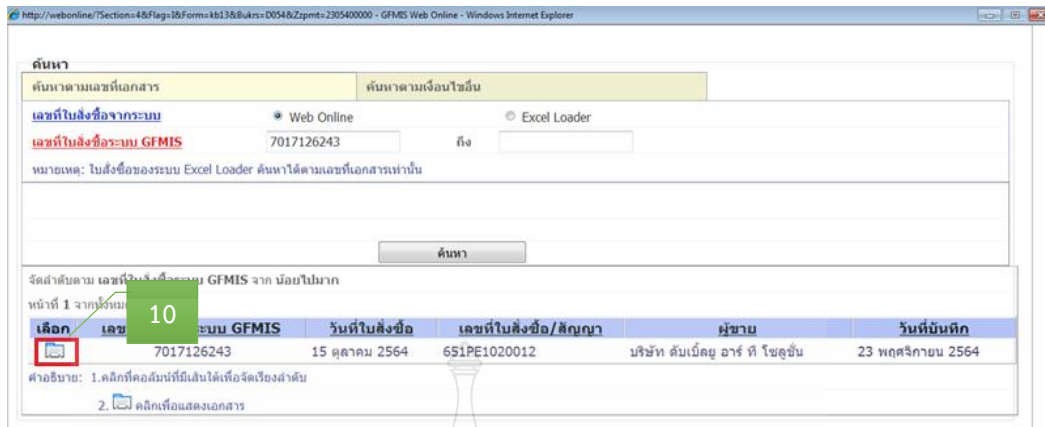 http://webonline/?Section=4&Flag=I&Form=kb13&Bukrs=D054&Zzpmt=2305400000 - GFMIS Web Online - Windows Internet Explorer
ค้นหา
ค้นหาตามเลขที่เอกสาร ค้นหาตามเงื่อนไขอื่น
เลขที่ใบสั่งซื้อจากระบบ Web Online Excel Loader
เลขที่ใบสั่งซื้อระบบ GFMIS 7017126243 ถึง
หมายเหตุ: ใบสั่งซื้อของระบบ Excel Loader ค้นหาได้ตามเลขที่เอกสารเท่านั้น
ค้นหา
จัดลำดับตาม เลขที่ใบสั่งซื้อระบบ GFMIS จาก น้อยไปมาก
หน้าที่ 1 จากทั้งหมด
10
เลือก เลข ระบบ GFMIS วันที่ใบสั่งซื้อ เลขที่ใบสั่งซื้อ/สัญญา ผู้ขาย วันที่บันทึก
7017126243 15 ตุลาคม 2564 651PE1020012 บริษัท ดับเบิ้ลยู อาร์ ที โซลูชั่น 23 พฤศจิกายน 2564
คำอธิบาย: 1.คลิกที่คอลัมน์ที่มีเส้นใต้เพื่อจัดเรียงลำดับ
2. คลิกเพื่อแสดงเอกสาร